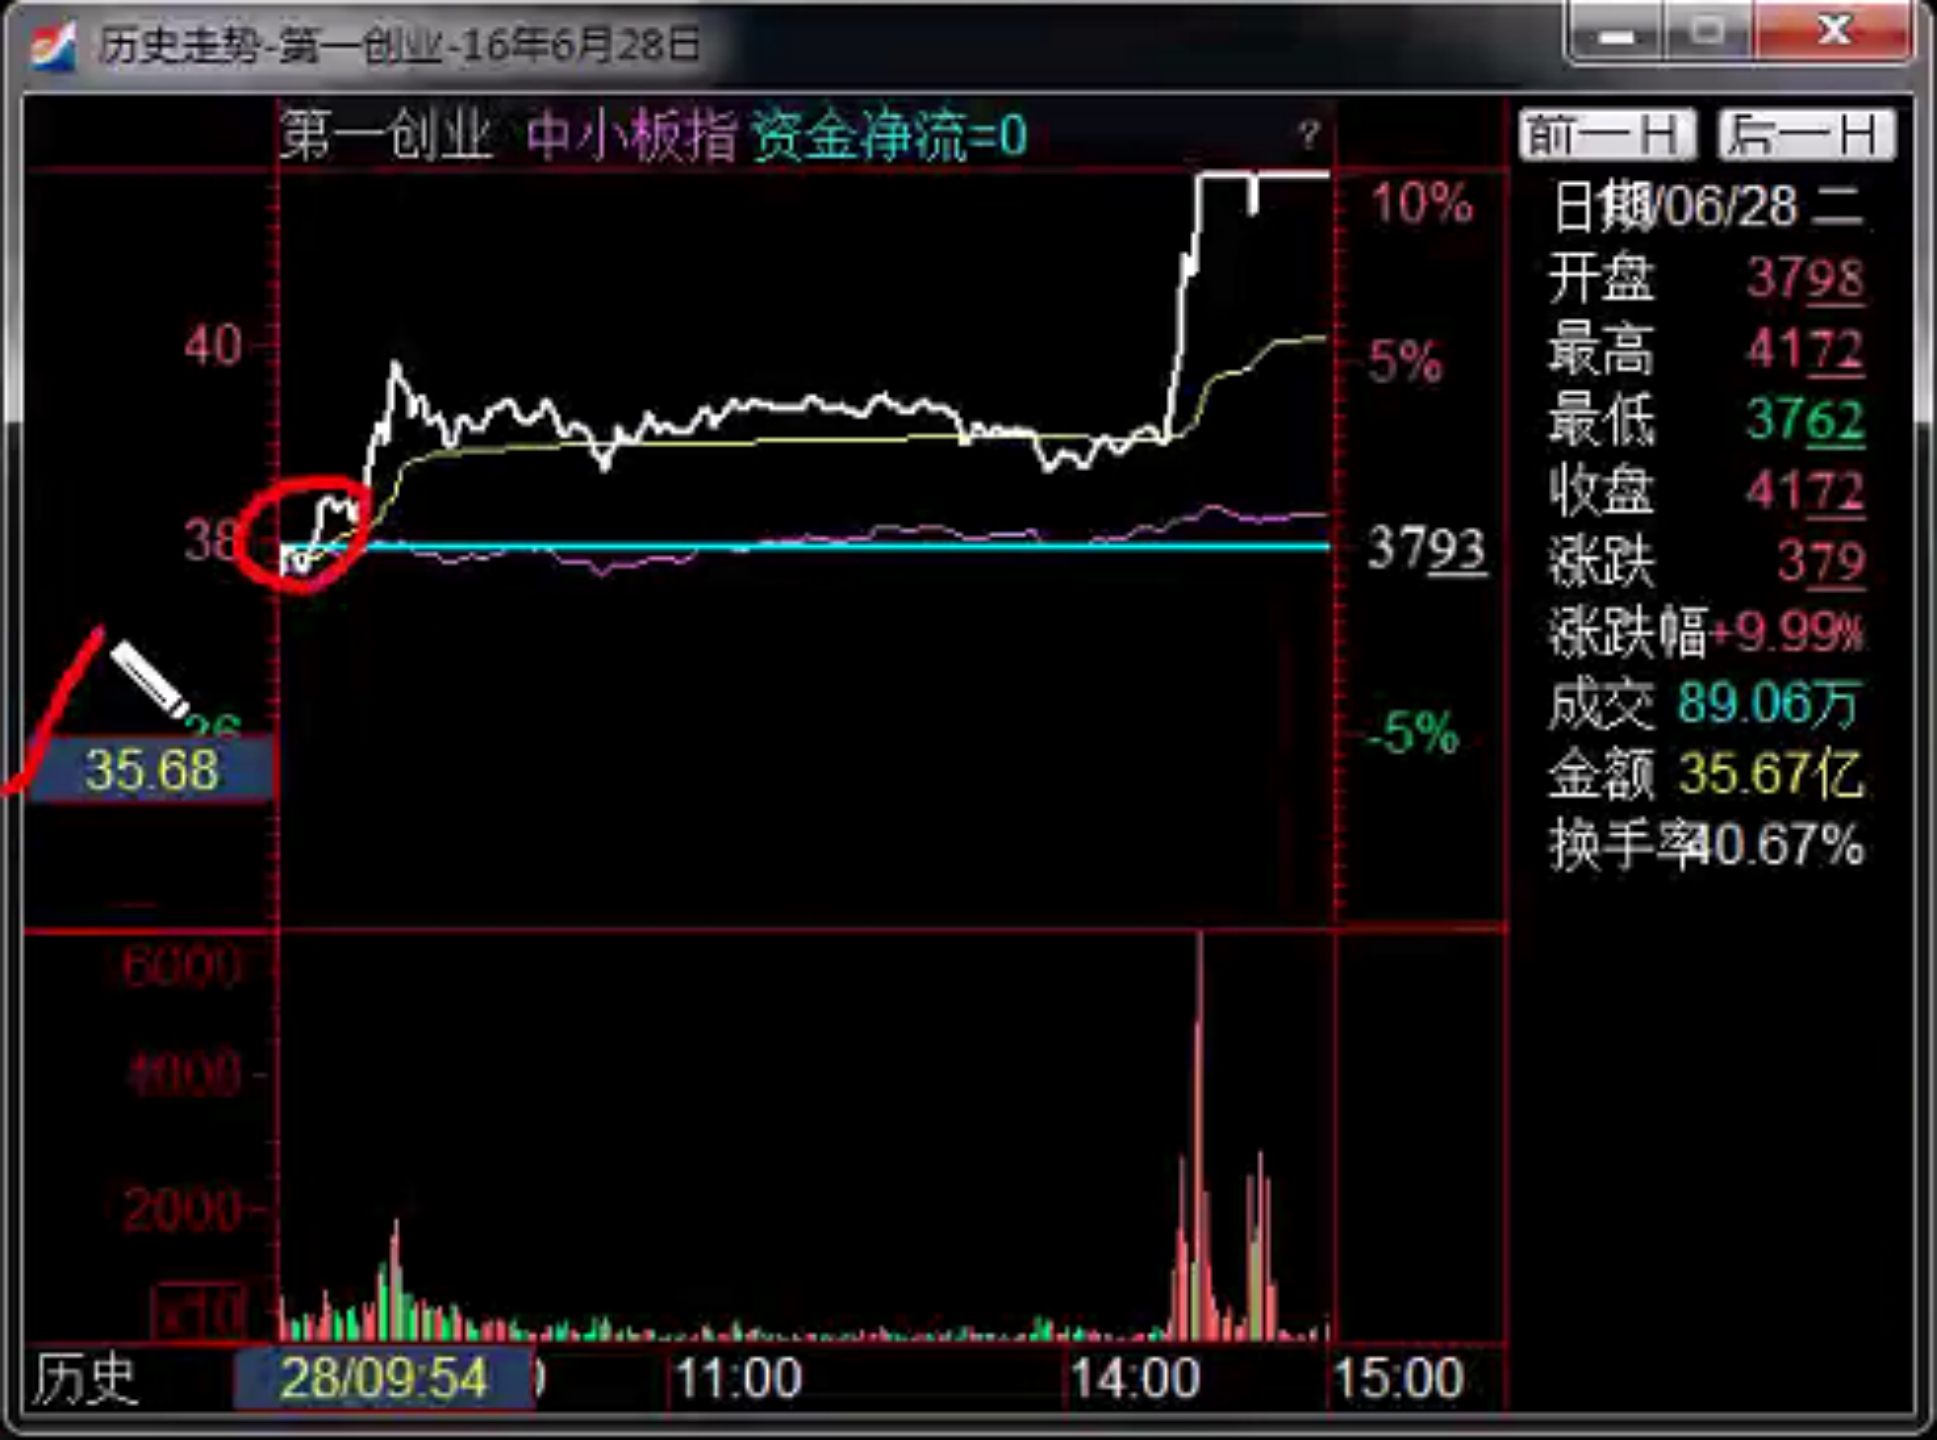 历史走势-第一创业-16年6月28日
第一创业 中小板指 资金净流=0 ?
前一日 后一日
日期 /06/28 二
开盘 3798
最高 4172
最低 3762
收盘 4172
涨跌 379
涨跌幅 +9.99%
成交 89.06万
金额 35.67亿
换手率 40.67%
10%
40
5%
38
3793
36
-5%
35.68
6000
4000
2000
x10
历史 28/09:54 11:00 14:00 15:00